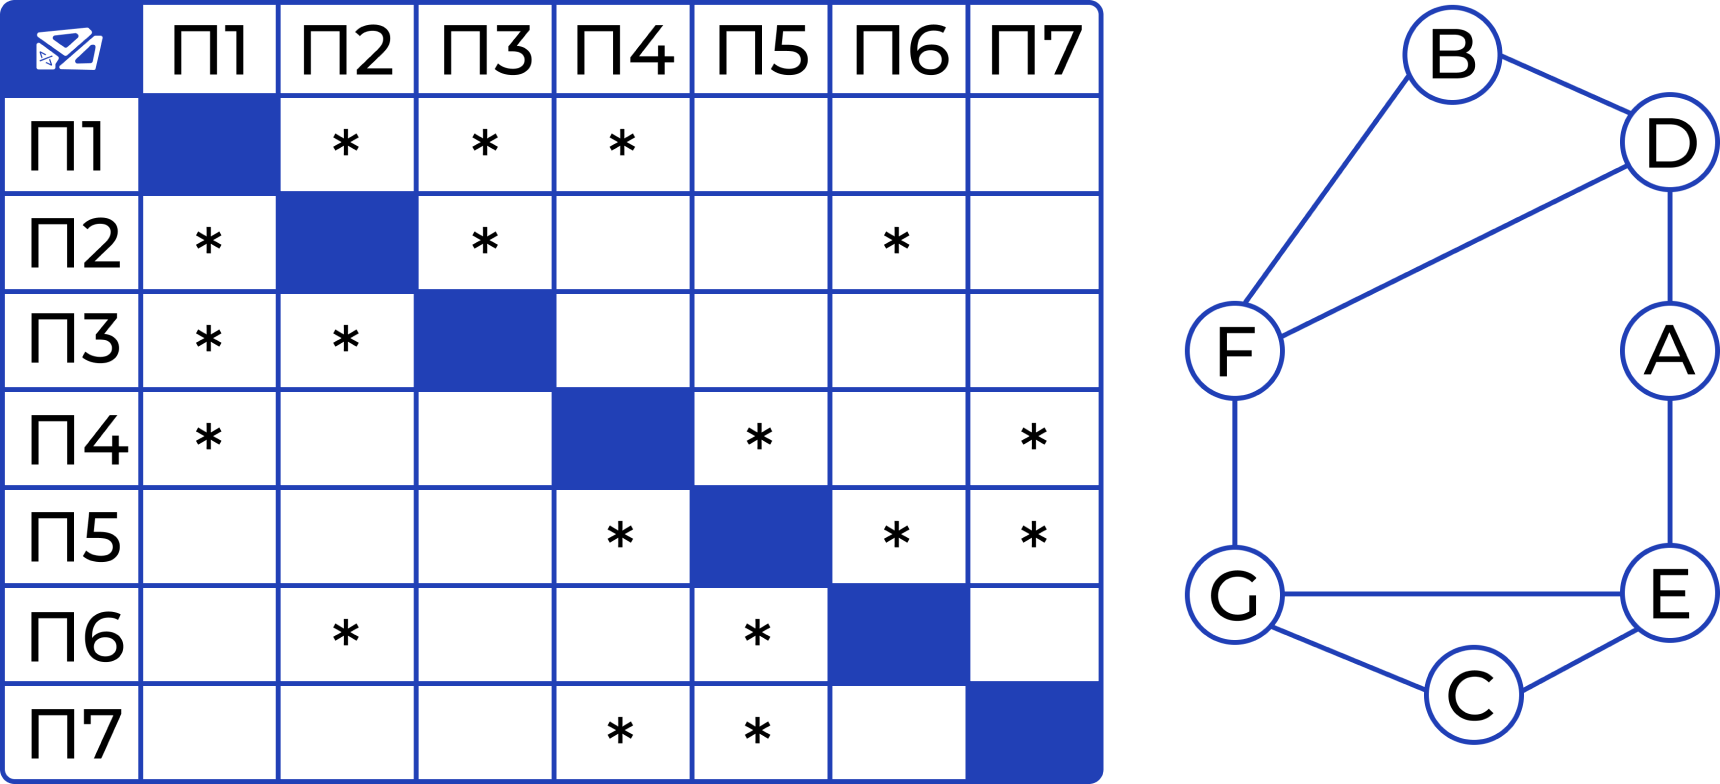 П1 П2 П3 П4 П5 П6 П7
П1 * * *
П2 * * *
П3 * *
П4 * * *
П5 * * *
П6 * *
П7 * *
B
D
F
A
G
E
C